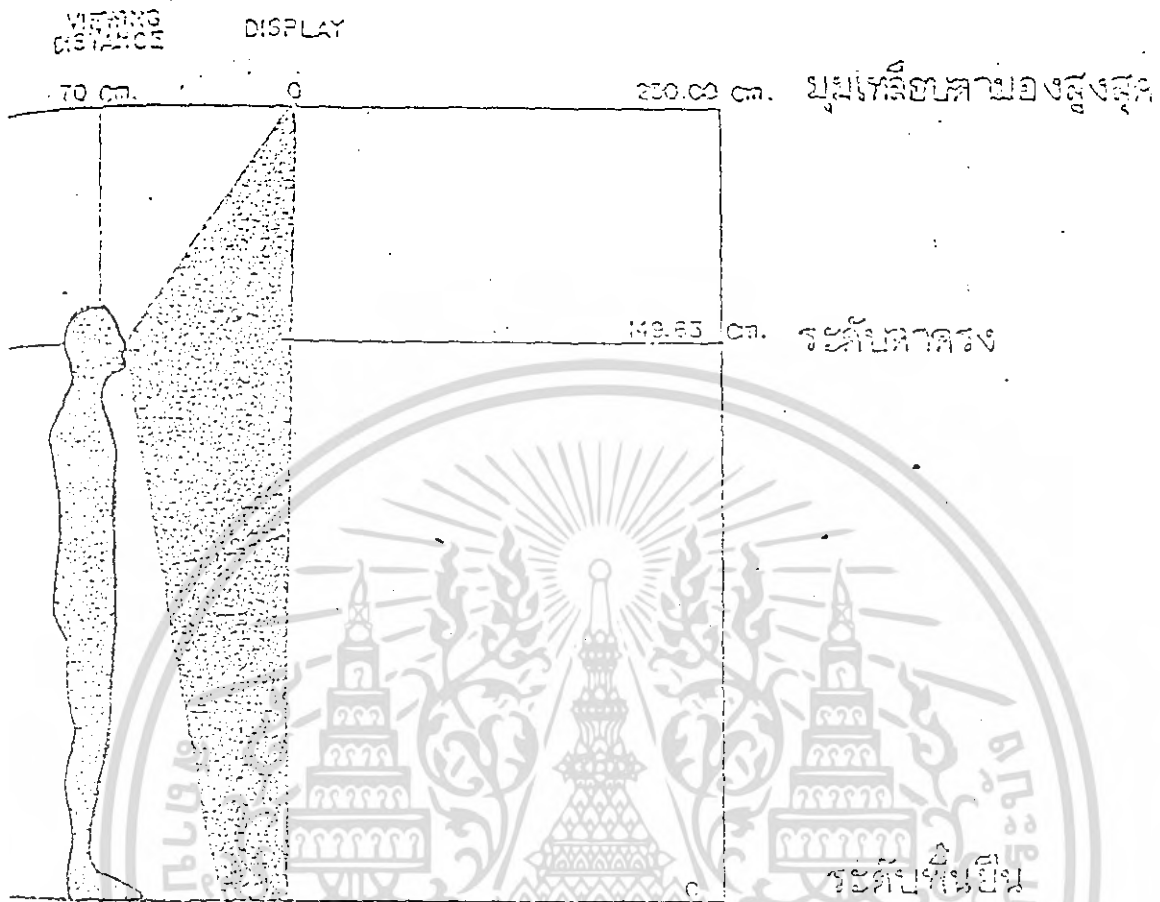 VIEWING
DISTANCE
DISPLAY
70 cm.
0
230.00 cm. มุมเหลือบตามองสูงสุด
149.63 cm. ระดับตาตรง
0
ระดับพื้นยืน